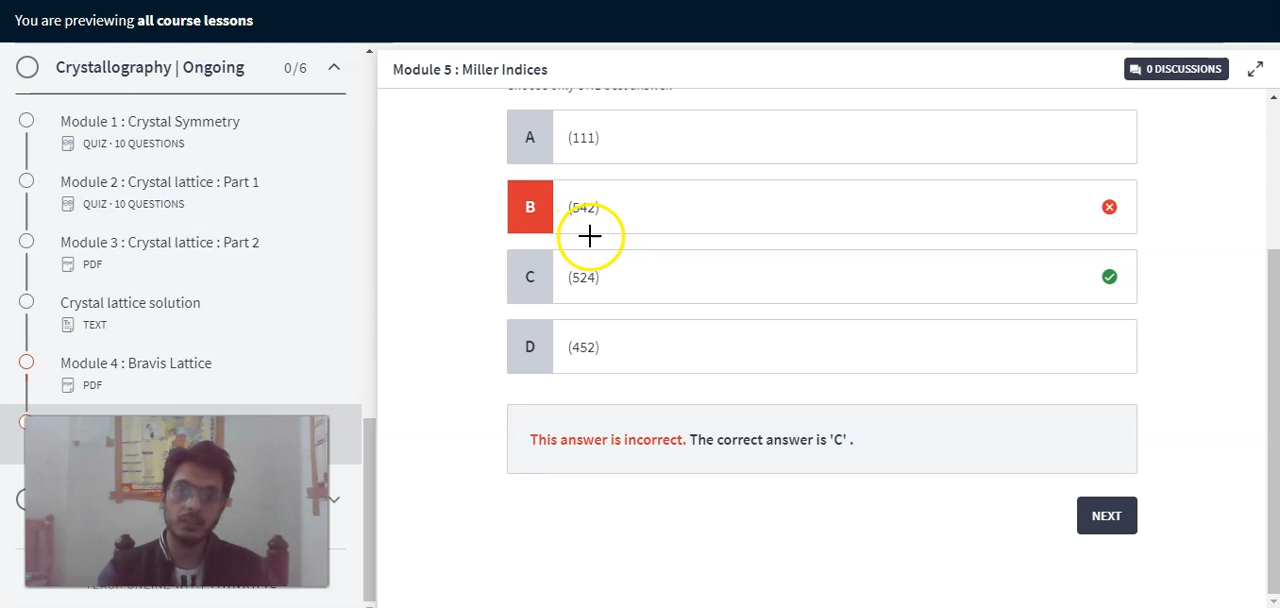 You are previewing all course lessons
Crystallography | Ongoing 0/6
Module 1 : Crystal Symmetry
QUIZ · 10 QUESTIONS
Module 2 : Crystal lattice : Part 1
QUIZ · 10 QUESTIONS
Module 3 : Crystal lattice : Part 2
PDF
Crystal lattice solution
TEXT
Module 4 : Bravis Lattice
PDF
Module 5 : Miller Indices
0 DISCUSSIONS
A (111)
B (542)
C (524)
D (452)
This answer is incorrect. The correct answer is 'C' .
NEXT